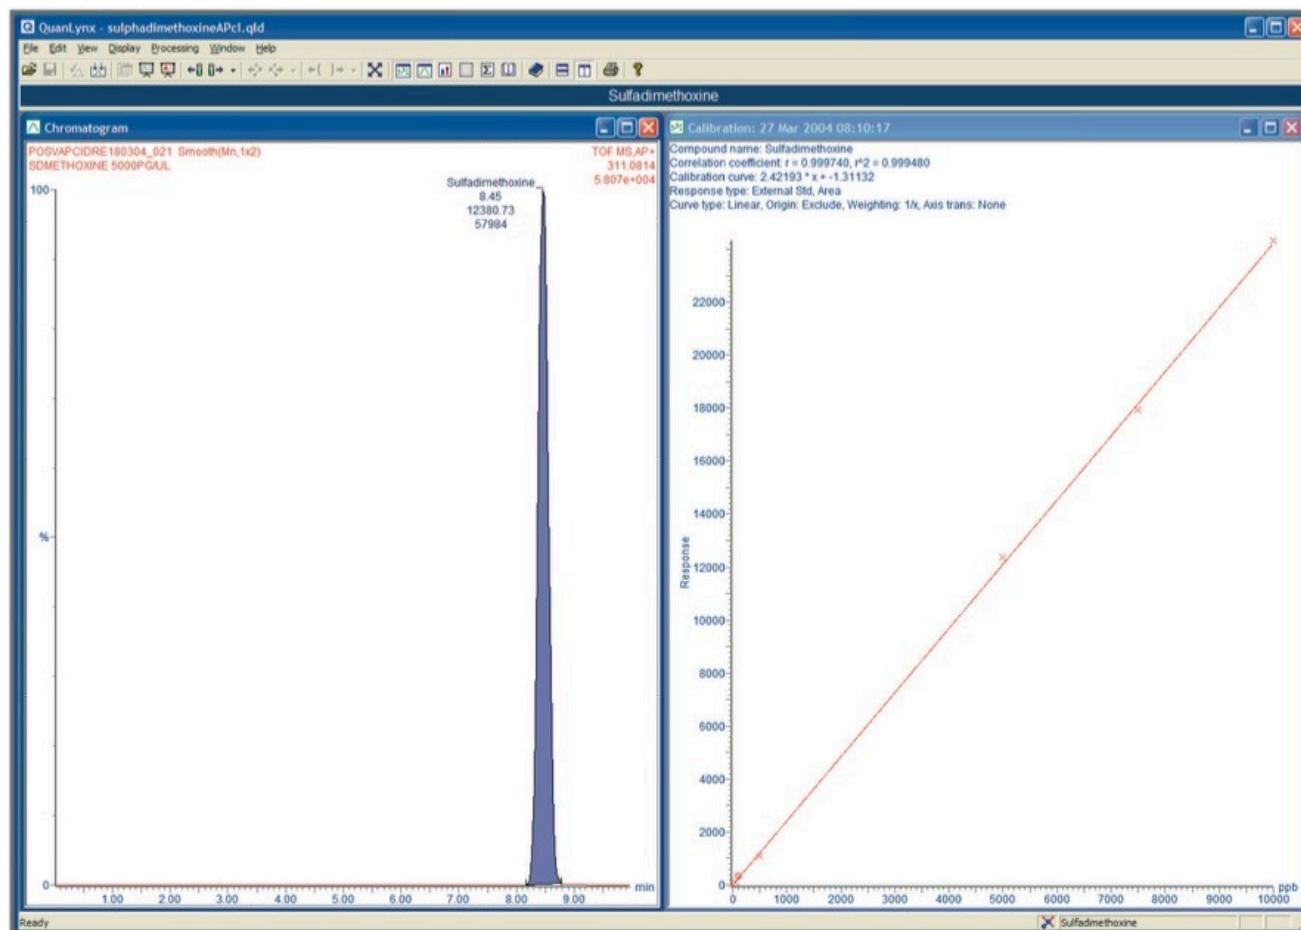 QuanLynx - sulphadimethoxineAPcI.qld
File Edit View Display Processing Window Help
Sulfadimethoxine
Chromatogram
POSVAPCIDRE180304_021 Smooth(Mn,1x2)
SDMETHOXINE 5000PG/UL
TOF MS,AP+
311.0814
5.807e+004
Sulfadimethoxine
8.45
12380.73
57984
100
%
0
1.00 2.00 3.00 4.00 5.00 6.00 7.00 8.00 9.00 min
Calibration: 27 Mar 2004 08:10:17
Compound name: Sulfadimethoxine
Correlation coefficient: r = 0.999740, r^2 = 0.999480
Calibration curve: 2.42193 * x + -1.31132
Response type: External Std, Area
Curve type: Linear, Origin: Exclude, Weighting: 1/x, Axis trans: None
22000
20000
18000
16000
14000
12000
10000
8000
6000
4000
2000
0
Response
0 1000 2000 3000 4000 5000 6000 7000 8000 9000 10000 ppb
Ready
Sulfadimethoxine